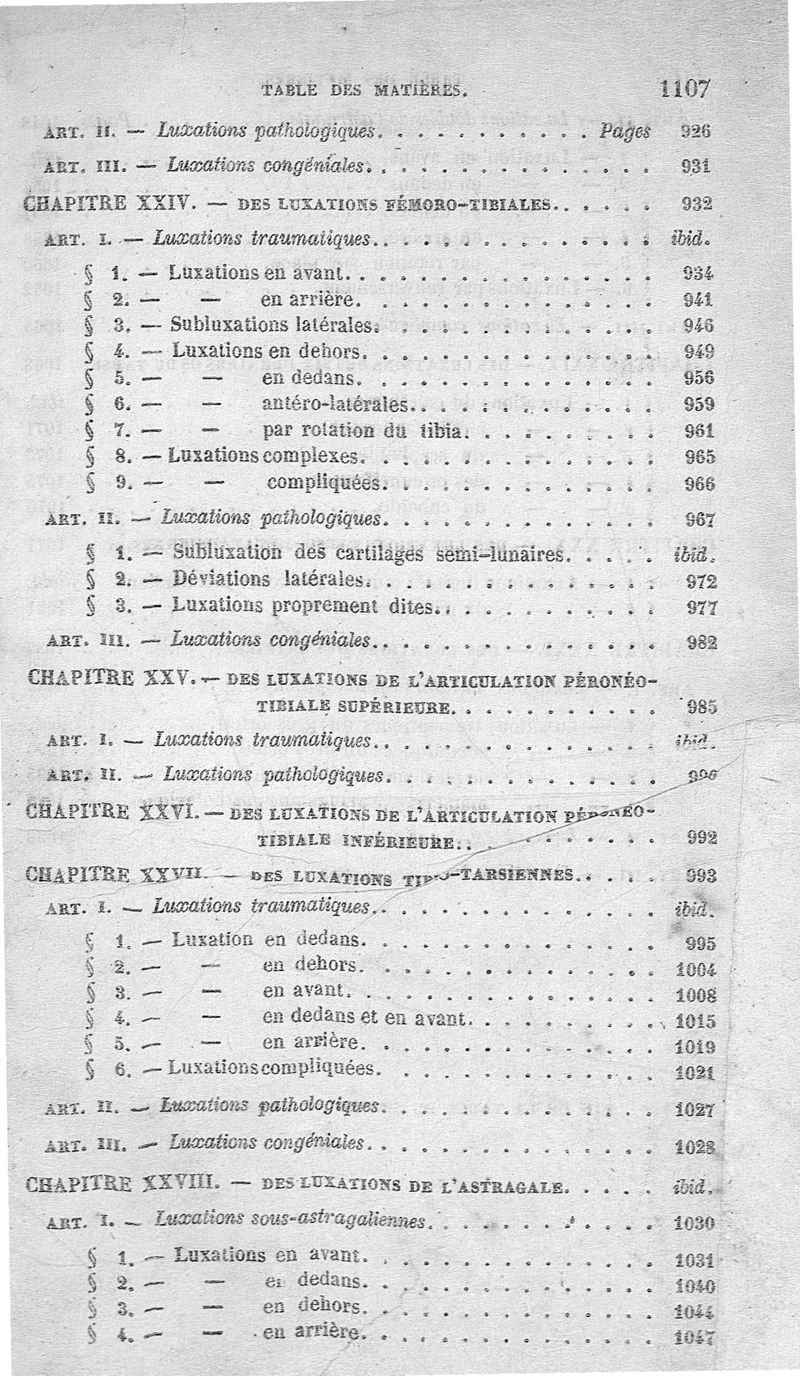 TABLE DES MATIÈRES. 1107
ART. II. — Luxations pathologiques. . . . . . . . . . . Pages 926
ART. III. — Luxations congéniales. . . . . . . . . . . . . . . 931
CHAPITRE XXIV. — DES LUXATIONS FÉMORO-TIBIALES. . . . . . 932
ART. I. — Luxations traumatiques. . . . . . . . . . . . . . . ibid.
§ 1. — Luxations en avant. . . . . . . . . . . . . . . . 934
§ 2. — — en arrière. . . . . . . . . . . . . . . . 941
§ 3. — Subluxations latérales. . . . . . . . . . . . . . . 946
§ 4. — Luxations en dehors. . . . . . . . . . . . . . . 949
§ 5. — — en dedans. . . . . . . . . . . . . . . . 956
§ 6. — — antéro-latérales. . . . . . . . . . . . . 959
§ 7. — — par rotation du tibia. . . . . . . . . . 961
§ 8. — Luxations complexes. . . . . . . . . . . . . . . 965
§ 9. — — compliquées. . . . . . . . . . . . . . 966
ART. II. — Luxations pathologiques. . . . . . . . . . . . . . 967
§ 1. — Subluxation des cartilages semi-lunaires. . . . . ibid.
§ 2. — Déviations latérales. . . . . . . . . . . . . . . 972
§ 3. — Luxations proprement dites. . . . . . . . . . . . 977
ART. III. — Luxations congéniales. . . . . . . . . . . . . . . 982
CHAPITRE XXV. — DES LUXATIONS DE L'ARTICULATION PÉRONÉO-
TIBIALE SUPÉRIEURE. . . . . . . . . . . . 985
ART. I. — Luxations traumatiques. . . . . . . . . . . . . . . ibid.
ART. II. — Luxations pathologiques. . . . . . . . . . . . . .
CHAPITRE XXVI. — DES LUXATIONS DE L'ARTICULATION PÉRONÉO-
TIBIALE INFÉRIEURE. . . . . . . . . . . 992
CHAPITRE XXVII. — DES LUXATIONS TIBIO-TARSIENNES. . . . . 993
ART. I. — Luxations traumatiques. . . . . . . . . . . . . . . ibid.
§ 1. — Luxation en dedans. . . . . . . . . . . . . . . 995
§ 2. — — en dehors. . . . . . . . . . . . . . . 1004
§ 3. — — en avant. . . . . . . . . . . . . . . . 1008
§ 4. — — en dedans et en avant. . . . . . . . . . 1015
§ 5. — — en arrière. . . . . . . . . . . . . . . 1019
§ 6. — Luxations compliquées. . . . . . . . . . . . . . 1021
ART. II. — Luxations pathologiques. . . . . . . . . . . . . . 1027
ART. III. — Luxations congéniales. . . . . . . . . . . . . . . 1028
CHAPITRE XXVIII. — DES LUXATIONS DE L'ASTRAGALE. . . . . . ibid.
ART. I. — Luxations sous-astragaliennes. . . . . . . . . . . . 1030
§ 1. — Luxations en avant. . . . . . . . . . . . . . . 1031
§ 2. — — en dedans. . . . . . . . . . . . . . . 1040
§ 3. — — en dehors. . . . . . . . . . . . . . . 1044
§ 4. — — en arrière. . . . . . . . . . . . . . . 1047